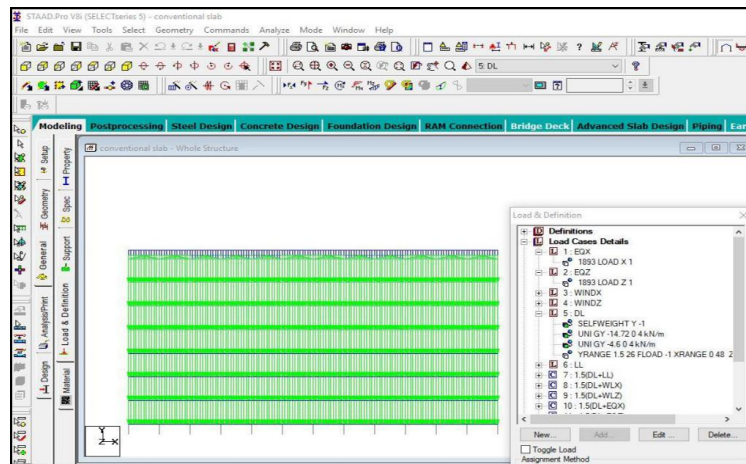 STAAD.Pro V8i (SELECTseries 5) - conventional slab
File Edit View Tools Select Geometry Commands Analyze Mode Window Help
5: DL
Modeling Postprocessing Steel Design Concrete Design Foundation Design RAM Connection Bridge Deck Advanced Slab Design Piping Ear
conventional slab - Whole Structure
Setup
Geometry
General
Analysis/Print
Design
Property
Spec
Support
Load & Definition
Material
Y
Z X
Load & Definition
Definitions
Load Cases Details
1 : EQX
1893 LOAD X 1
2 : EQZ
1893 LOAD Z 1
3 : WINDX
4 : WINDZ
5 : DL
SELFWEIGHT Y -1
UNI GY -14.72 0 4 kN/m
UNI GY -4.6 0 4 kN/m
YRANGE 1.5 26 FLOAD -1 XRANGE 0 48 Z
6 : LL
7 : 1.5(DL+LL)
8 : 1.5(DL+WLX)
9 : 1.5(DL+WLZ)
10 : 1.5(DL+EQX)
New... Add... Edit ... Delete...
Toggle Load
Assignment Method